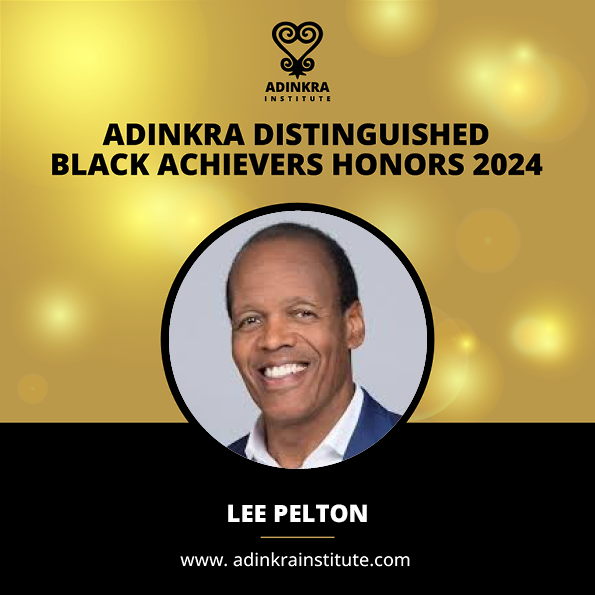 ADINKRA
INSTITUTE
ADINKRA DISTINGUISHED
BLACK ACHIEVERS HONORS 2024
LEE PELTON
www. adinkrainstitute.com